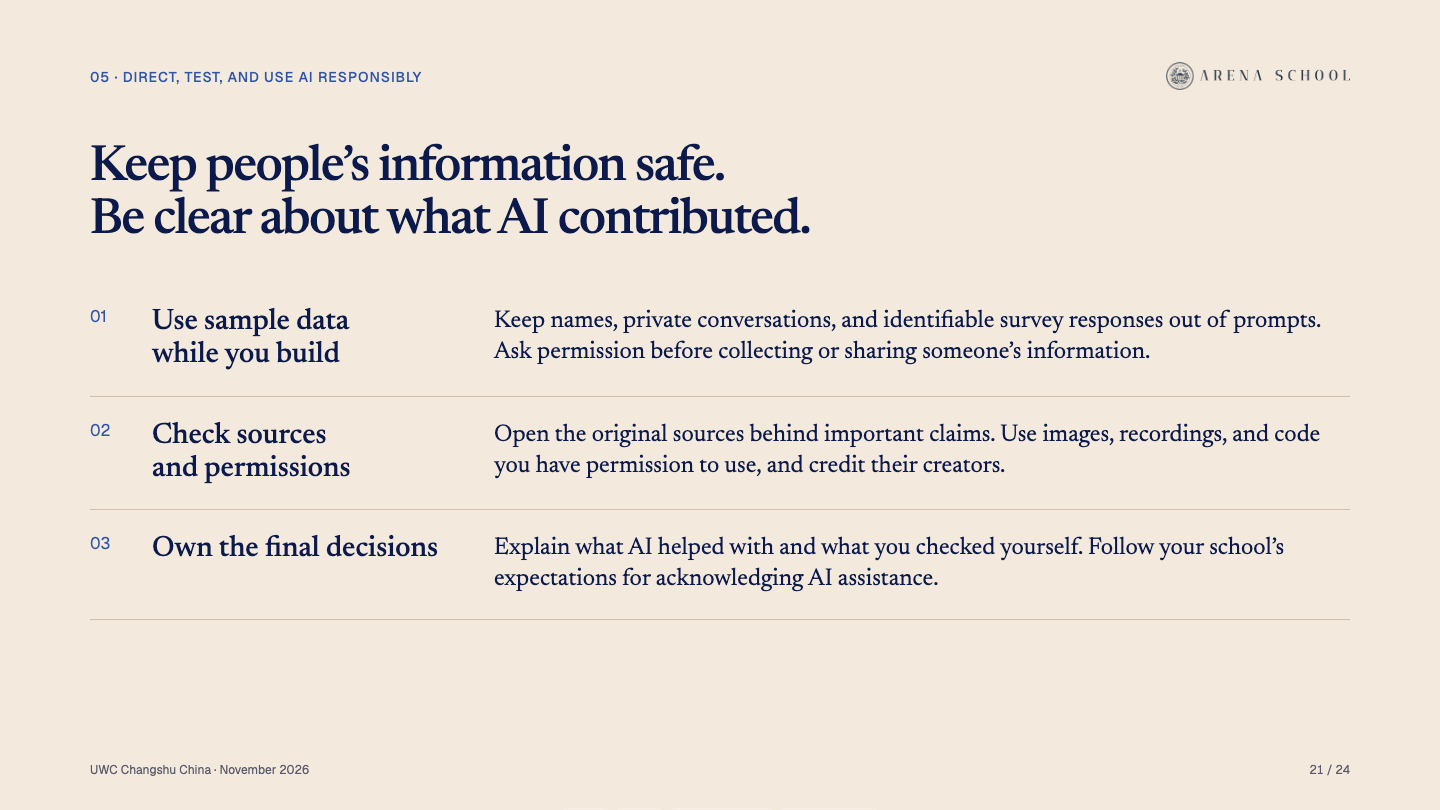 05 · DIRECT, TEST, AND USE AI RESPONSIBLY
ARENA SCHOOL
Keep people’s information safe.
Be clear about what AI contributed.
01
Use sample data
while you build
Keep names, private conversations, and identifiable survey responses out of prompts.
Ask permission before collecting or sharing someone’s information.
02
Check sources
and permissions
Open the original sources behind important claims. Use images, recordings, and code
you have permission to use, and credit their creators.
03
Own the final decisions
Explain what AI helped with and what you checked yourself. Follow your school’s
expectations for acknowledging AI assistance.
UWC Changshu China · November 2026
21 / 24